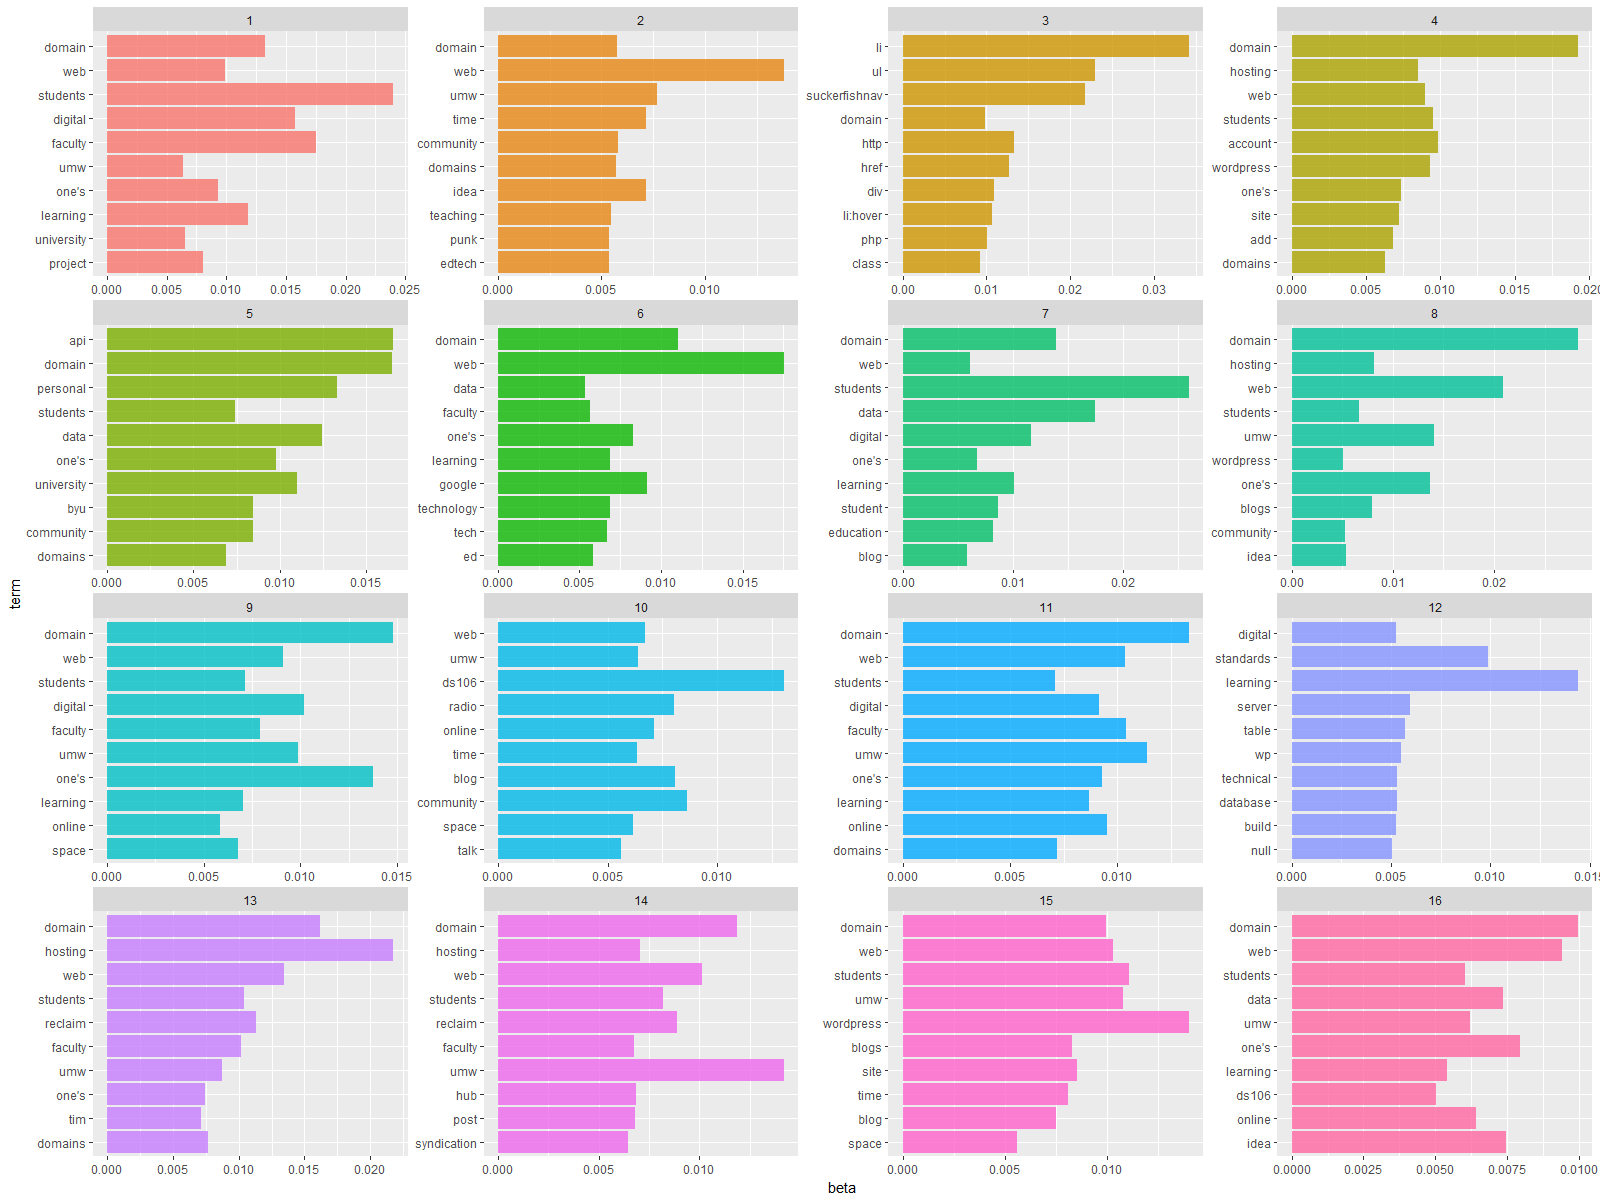 1
domain
web
students
digital
faculty
umw
one's
learning
university
project
0.000 0.005 0.010 0.015 0.020 0.025
2
domain
web
umw
time
community
domains
idea
teaching
punk
edtech
0.000 0.005 0.010
3
li
ul
suckerfishnav
domain
http
href
div
li:hover
php
class
0.00 0.01 0.02 0.03
4
domain
hosting
web
students
account
wordpress
one's
site
add
domains
0.000 0.005 0.010 0.015 0.020
5
api
domain
personal
students
data
one's
university
byu
community
domains
0.000 0.005 0.010 0.015
6
domain
web
data
faculty
one's
learning
google
technology
tech
ed
0.000 0.005 0.010 0.015
7
domain
web
students
data
digital
one's
learning
student
education
blog
0.00 0.01 0.02
8
domain
hosting
web
students
umw
wordpress
one's
blogs
community
idea
0.00 0.01 0.02
term
9
domain
web
students
digital
faculty
umw
one's
learning
online
space
0.000 0.005 0.010 0.015
10
web
umw
ds106
radio
online
time
blog
community
space
talk
0.000 0.005 0.010
11
domain
web
students
digital
faculty
umw
one's
learning
online
domains
0.000 0.005 0.010
12
digital
standards
learning
server
table
wp
technical
database
build
null
0.000 0.005 0.010 0.015
13
domain
hosting
web
students
reclaim
faculty
umw
one's
tim
domains
0.000 0.005 0.010 0.015 0.020
14
domain
hosting
web
students
reclaim
faculty
umw
hub
post
syndication
0.000 0.005 0.010
15
domain
web
students
umw
wordpress
blogs
site
time
blog
space
0.000 0.005 0.010
16
domain
web
students
data
umw
one's
learning
ds106
online
idea
0.0000 0.0025 0.0050 0.0075 0.0100
beta